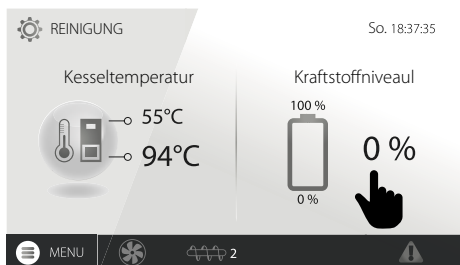 REINIGUNG
So. 18:37:35
Kesseltemperatur
Kraftstoffniveaul
55°C
94°C
100 %
0 %
0 %
MENU
2